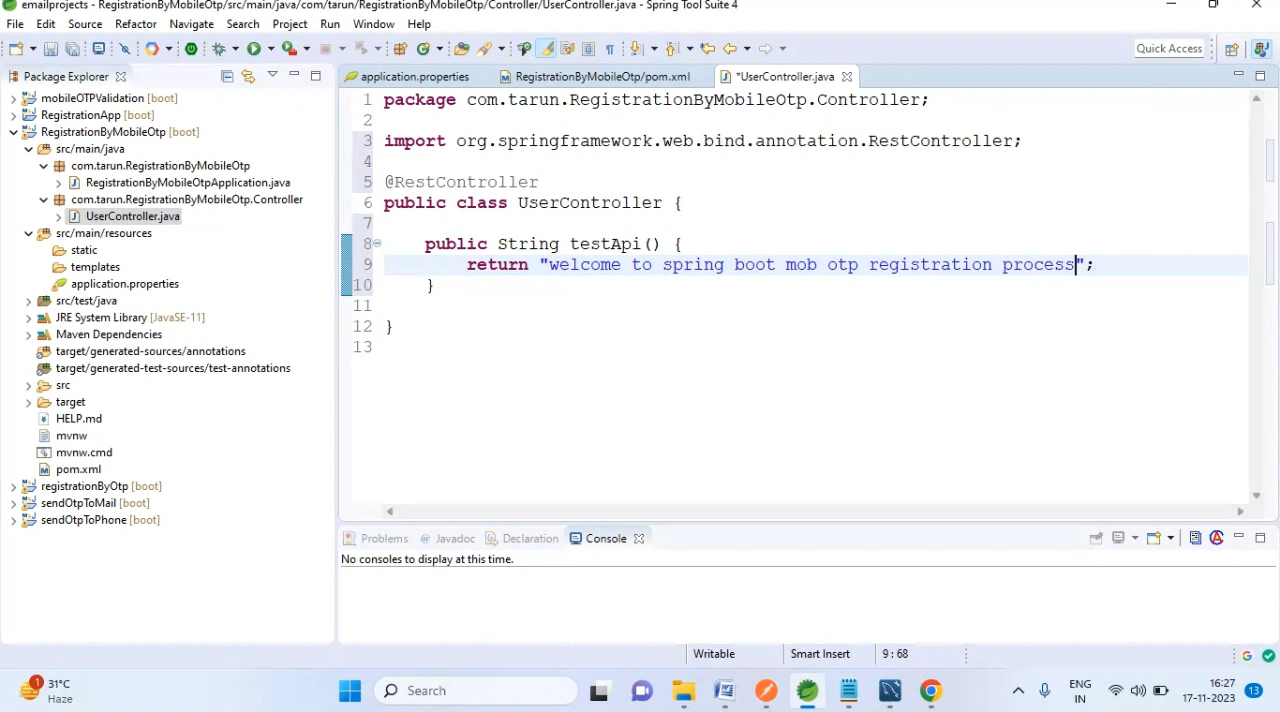 emailprojects - RegistrationByMobileOtp/src/main/java/com/tarun/RegistrationByMobileOtp/Controller/UserController.java - Spring Tool Suite 4
File Edit Source Refactor Navigate Search Project Run Window Help
Quick Access
Package Explorer
application.properties RegistrationByMobileOtp/pom.xml *UserController.java
mobileOTPValidation [boot]
RegistrationApp [boot]
RegistrationByMobileOtp [boot]
src/main/java
com.tarun.RegistrationByMobileOtp
RegistrationByMobileOtpApplication.java
com.tarun.RegistrationByMobileOtp.Controller
UserController.java
src/main/resources
static
templates
application.properties
src/test/java
JRE System Library [JavaSE-11]
Maven Dependencies
target/generated-sources/annotations
target/generated-test-sources/test-annotations
src
target
HELP.md
mvnw
mvnw.cmd
pom.xml
registrationByOtp [boot]
sendOtpToMail [boot]
sendOtpToPhone [boot]
1 package com.tarun.RegistrationByMobileOtp.Controller;
2
3 import org.springframework.web.bind.annotation.RestController;
4
5 @RestController
6 public class UserController {
7
8 public String testApi() {
9 return "welcome to spring boot mob otp registration process";
10 }
11
12 }
13
Problems Javadoc Declaration Console
No consoles to display at this time.
Writable Smart Insert 9 : 68
31°C
Haze
Search
ENG
IN
16:27
17-11-2023
13